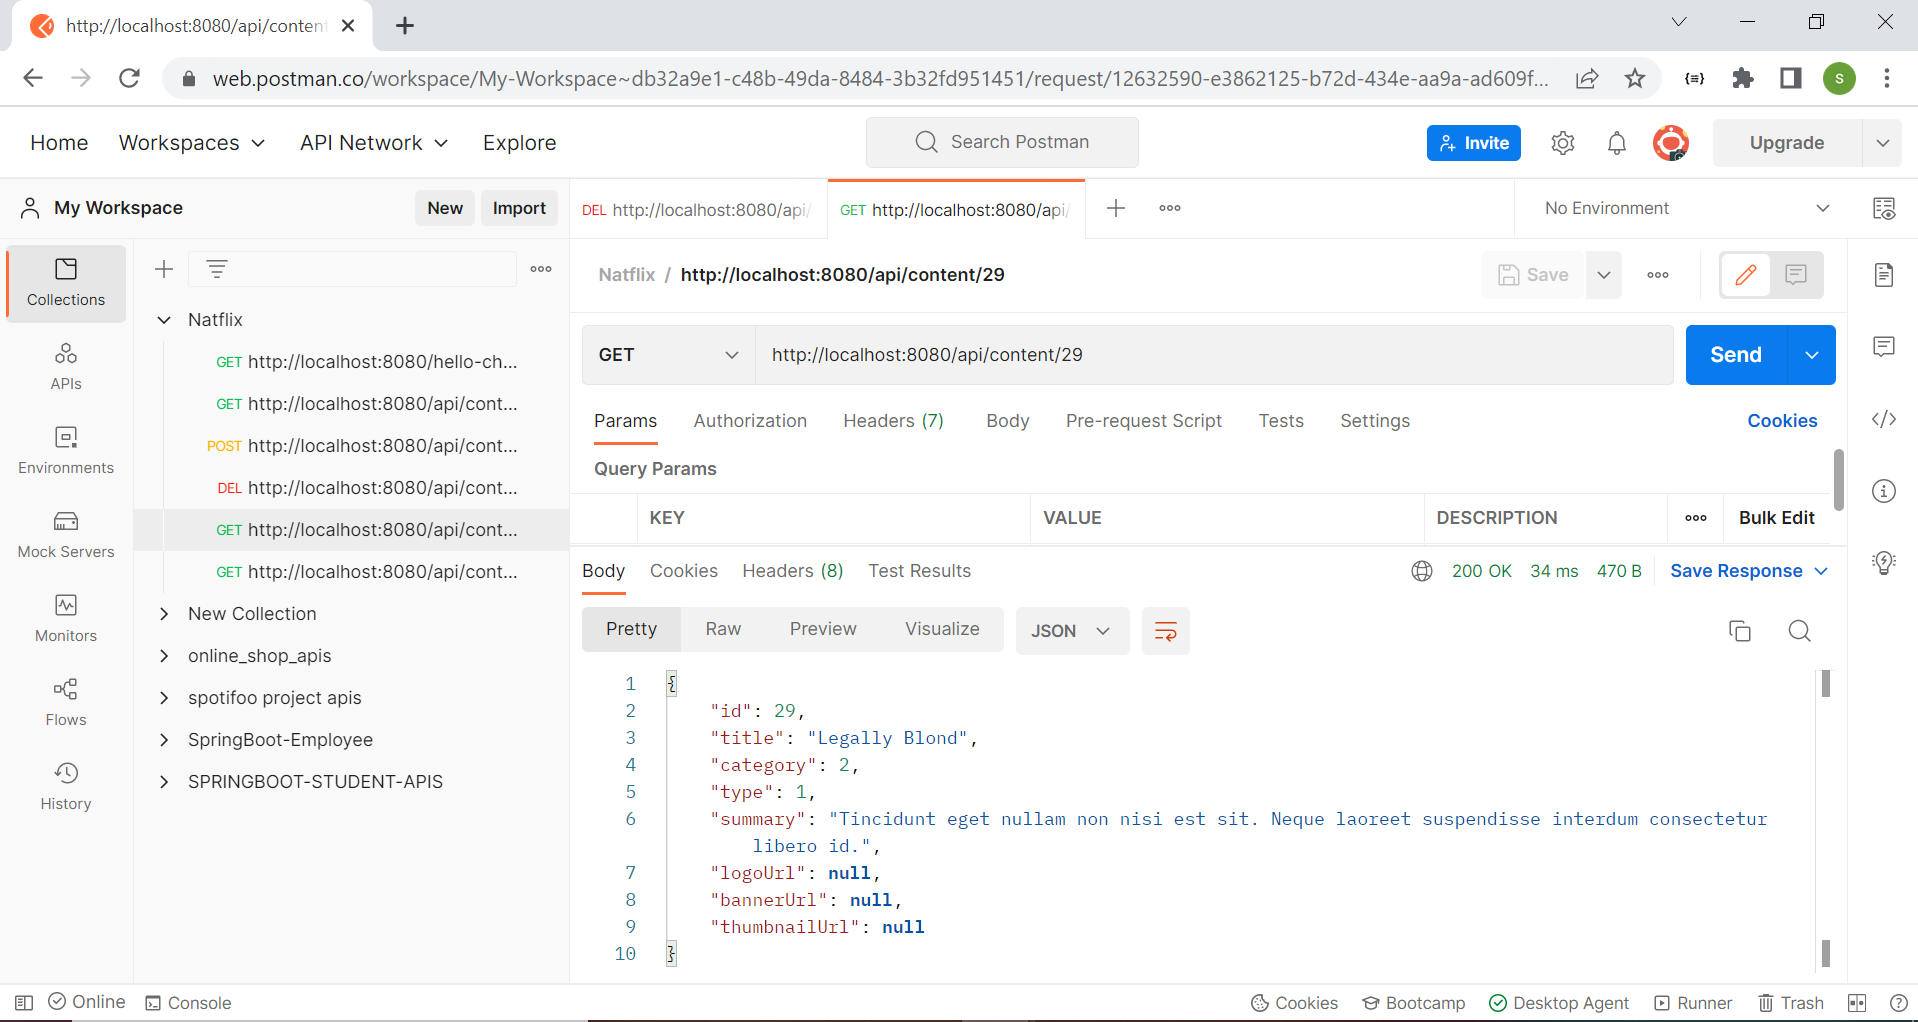 http://localhost:8080/api/conten
web.postman.co/workspace/My-Workspace~db32a9e1-c48b-49da-8484-3b32fd951451/request/12632590-e3862125-b72d-434e-aa9a-ad609f...
S
Home Workspaces API Network Explore
Search Postman
Invite
Upgrade
My Workspace
New Import
DEL http://localhost:8080/api/
GET http://localhost:8080/api/
No Environment
Collections
APIs
Environments
Mock Servers
Monitors
Flows
History
Natflix
GET http://localhost:8080/hello-ch...
GET http://localhost:8080/api/cont...
POST http://localhost:8080/api/cont...
DEL http://localhost:8080/api/cont...
GET http://localhost:8080/api/cont...
GET http://localhost:8080/api/cont...
New Collection
online_shop_apis
spotifoo project apis
SpringBoot-Employee
SPRINGBOOT-STUDENT-APIS
Natflix / http://localhost:8080/api/content/29
Save
GET http://localhost:8080/api/content/29
Send
Params Authorization Headers (7) Body Pre-request Script Tests Settings
Cookies
Query Params
KEY VALUE DESCRIPTION Bulk Edit
Body Cookies Headers (8) Test Results
200 OK 34 ms 470 B Save Response
Pretty Raw Preview Visualize JSON
1 {
2 "id": 29,
3 "title": "Legally Blond",
4 "category": 2,
5 "type": 1,
6 "summary": "Tincidunt eget nullam non nisi est sit. Neque laoreet suspendisse interdum consectetur
libero id.",
7 "logoUrl": null,
8 "bannerUrl": null,
9 "thumbnailUrl": null
10 }
Online Console
Cookies Bootcamp Desktop Agent Runner Trash